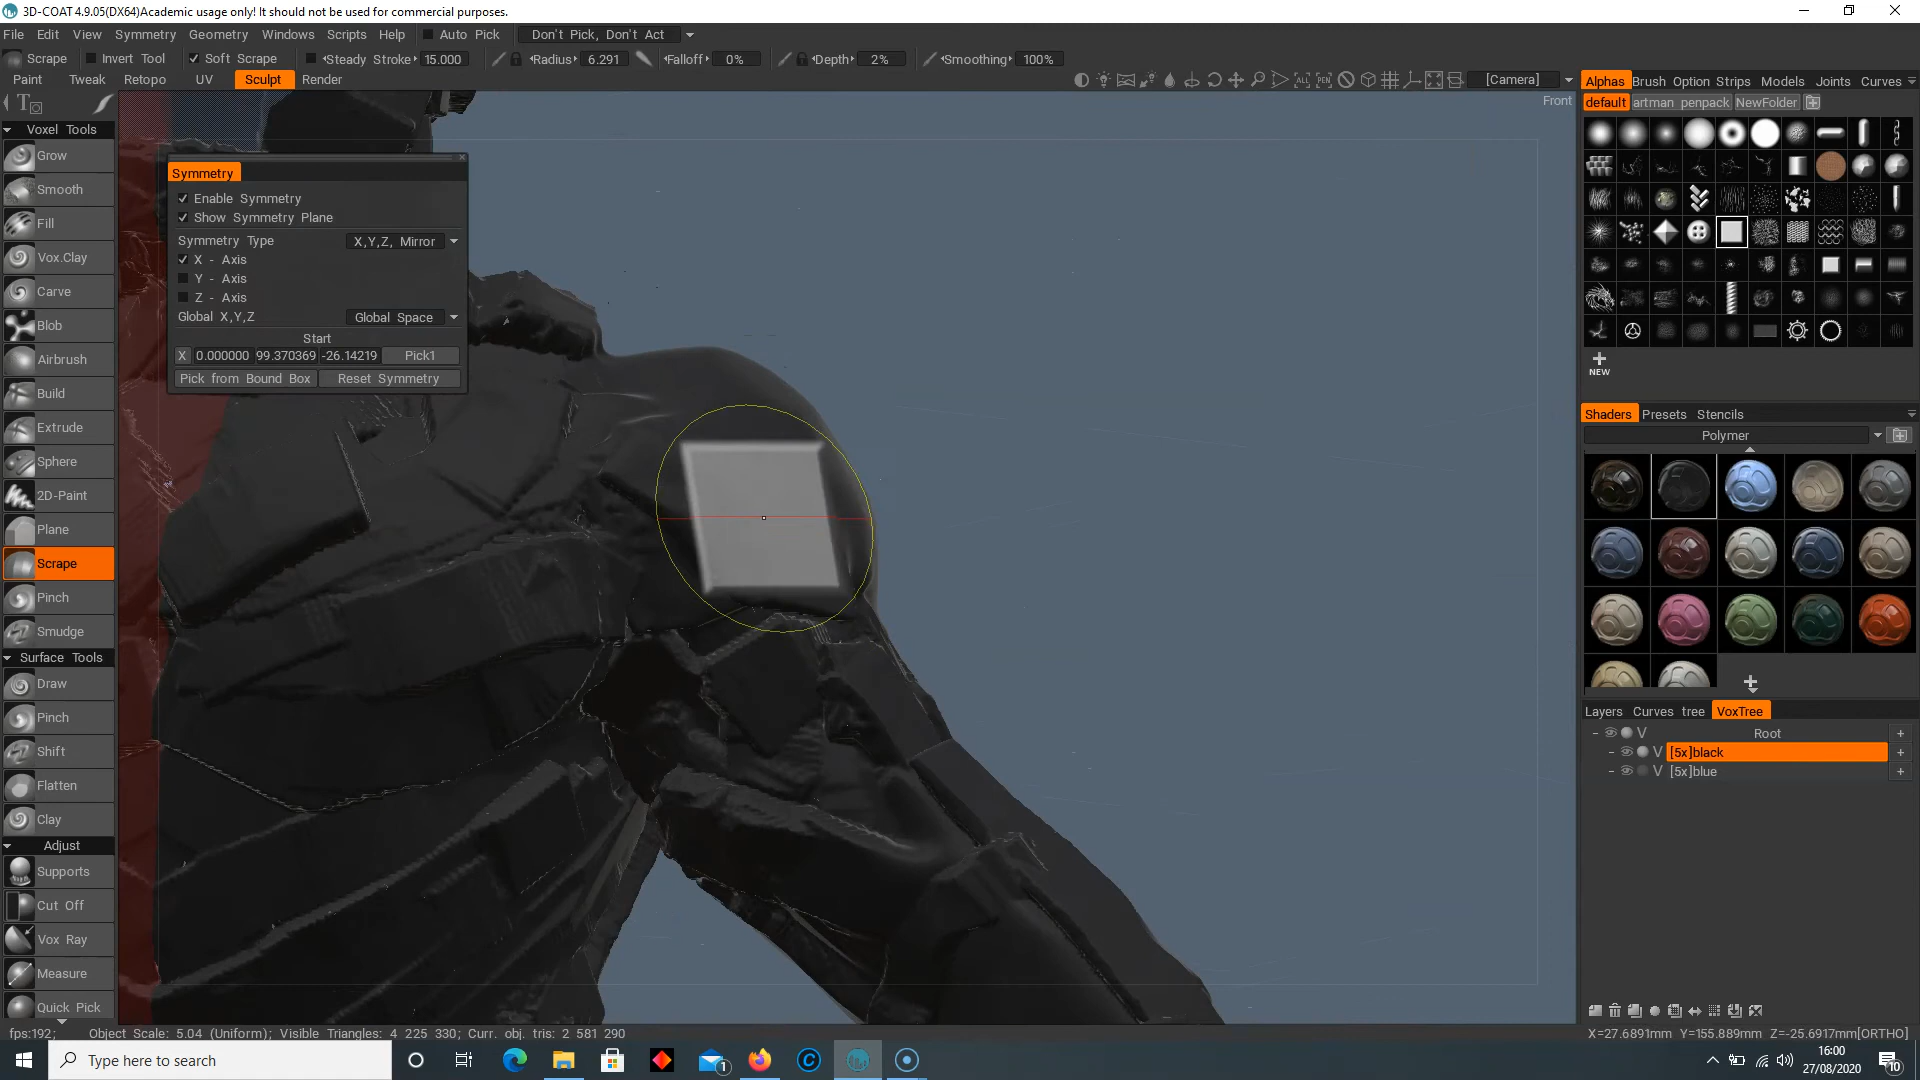 3D-COAT 4.9.05(DX64)Academic usage only! It should not be used for commercial purposes.
File Edit View Symmetry Geometry Windows Scripts Help Auto Pick Don't Pick, Don't Act
Scrape Invert Tool Soft Scrape Steady Stroke 15.000 Radius 6.291 Falloff 0% Depth 2% Smoothing 100%
Paint Tweak Retopo UV Sculpt Render [Camera]
Front
Voxel Tools
Grow
Smooth
Fill
Vox.Clay
Carve
Blob
Airbrush
Build
Extrude
Sphere
2D-Paint
Plane
Scrape
Pinch
Smudge
Surface Tools
Draw
Pinch
Shift
Flatten
Clay
Adjust
Supports
Cut Off
Vox Ray
Measure
Quick Pick
Symmetry
Enable Symmetry
Show Symmetry Plane
Symmetry Type X,Y,Z, Mirror
X - Axis
Y - Axis
Z - Axis
Global X,Y,Z Global Space
Start
X 0.000000 99.370369 -26.14219 Pick1
Pick from Bound Box Reset Symmetry
Alphas Brush Option Strips Models Joints Curves
default artman penpack NewFolder
NEW
Shaders Presets Stencils
Polymer
Layers Curves tree VoxTree
V Root
V [5x]black
V [5x]blue
fps:192; Object Scale: 5.04 (Uniform); Visible Triangles: 4 225 330; Curr. obj. tris: 2 581 290
X=27.6891mm Y=155.889mm Z=-25.6917mm[ORTHO]
Type here to search
1
16:00
27/08/2020
10